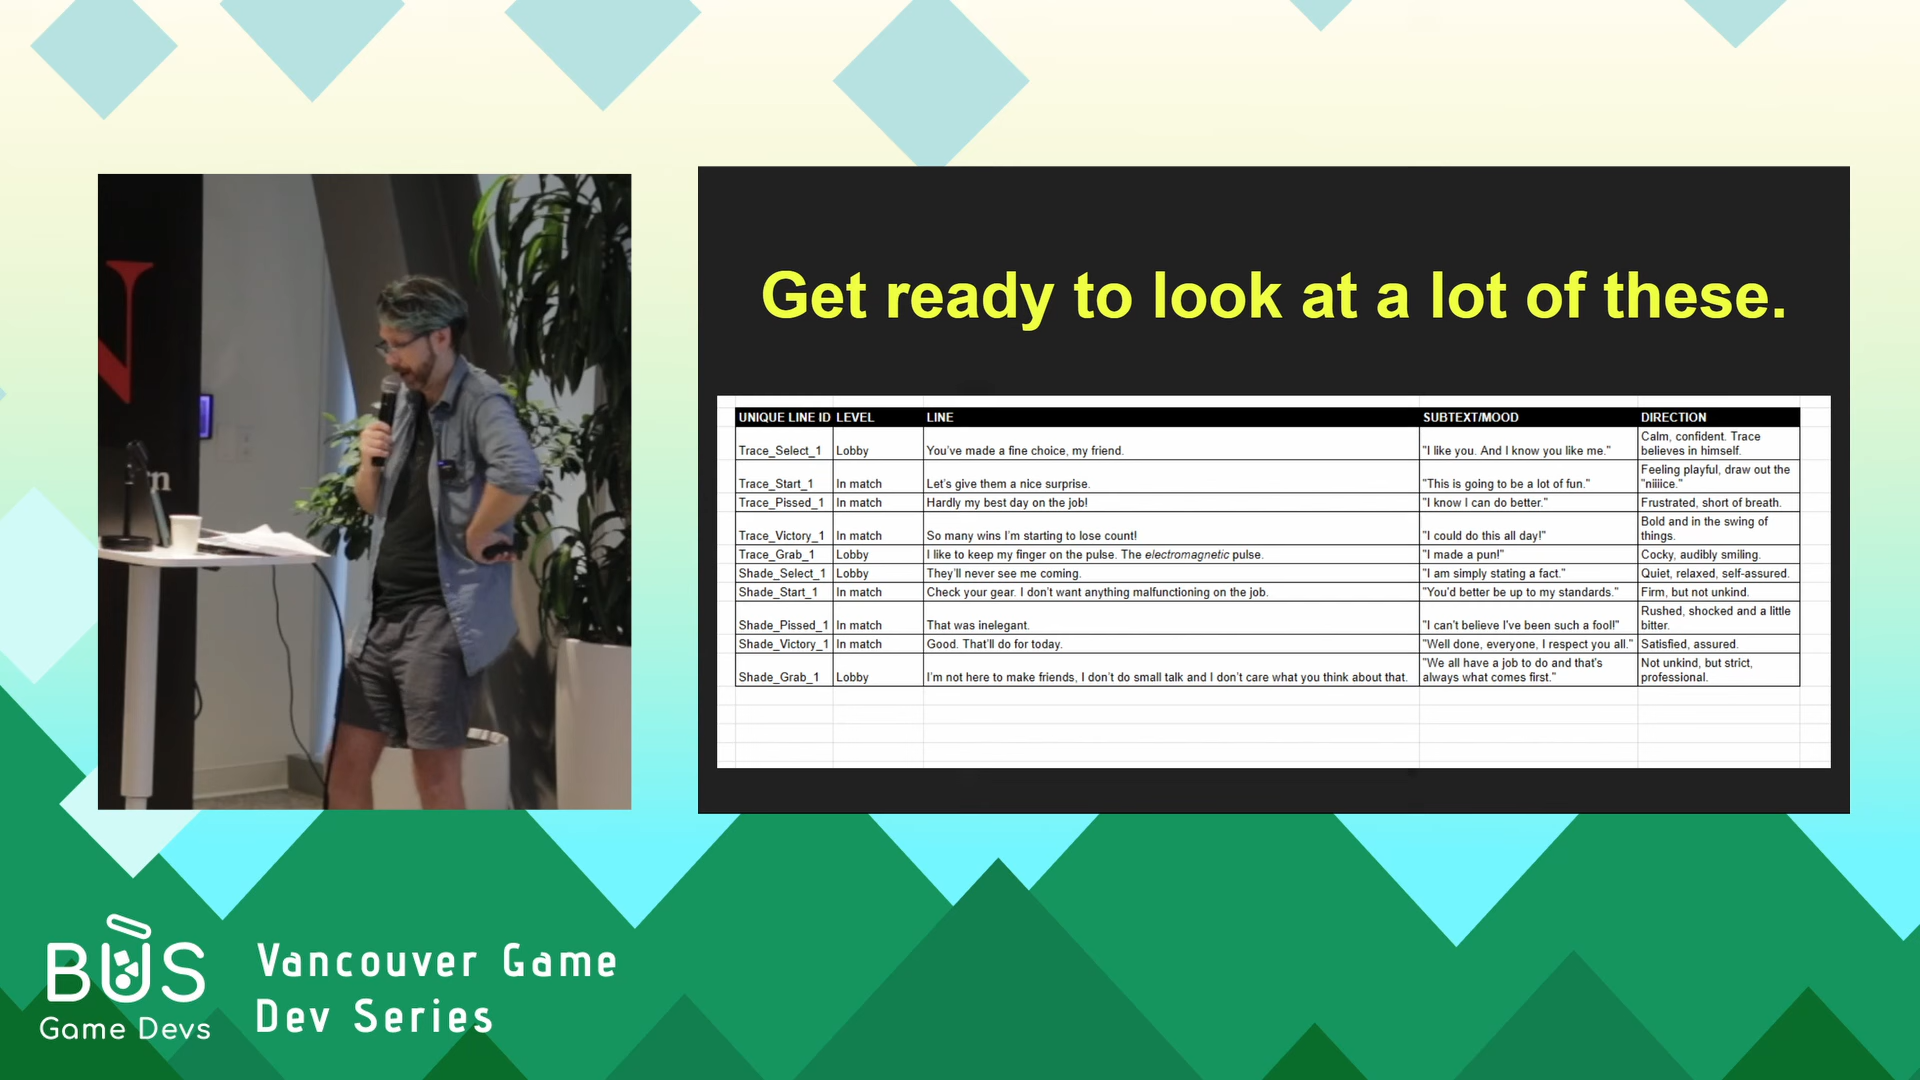 Get ready to look at a lot of these.
UNIQUE LINE ID LEVEL LINE SUBTEXT/MOOD DIRECTION
Trace_Select_1 Lobby You've made a fine choice, my friend. "I like you. And I know you like me." Calm, confident. Trace
believes in himself.
Trace_Start_1 In match Let's give them a nice surprise. "This is going to be a lot of fun." Feeling playful, draw out the
"niiiice."
Trace_Pissed_1 In match Hardly my best day on the job! "I know I can do better." Frustrated, short of breath.
Trace_Victory_1 In match So many wins I'm starting to lose count! "I could do this all day!" Bold and in the swing of
things.
Trace_Grab_1 Lobby I like to keep my finger on the pulse. The electromagnetic pulse. "I made a pun!" Cocky, audibly smiling.
Shade_Select_1 Lobby They'll never see me coming. "I am simply stating a fact." Quiet, relaxed, self-assured.
Shade_Start_1 In match Check your gear. I don't want anything malfunctioning on the job. "You'd better be up to my standards." Firm, but not unkind.
Shade_Pissed_1 In match That was inelegant. "I can't believe I've been such a fool!" Rushed, shocked and a little
bitter.
Shade_Victory_1 In match Good. That'll do for today. "Well done, everyone, I respect you all." Satisfied, assured.
Shade_Grab_1 Lobby I'm not here to make friends, I don't do small talk and I don't care what you think about that. "We all have a job to do and that's
always what comes first." Not unkind, but strict,
professional.
N
BUS
Game Devs
Vancouver Game
Dev Series